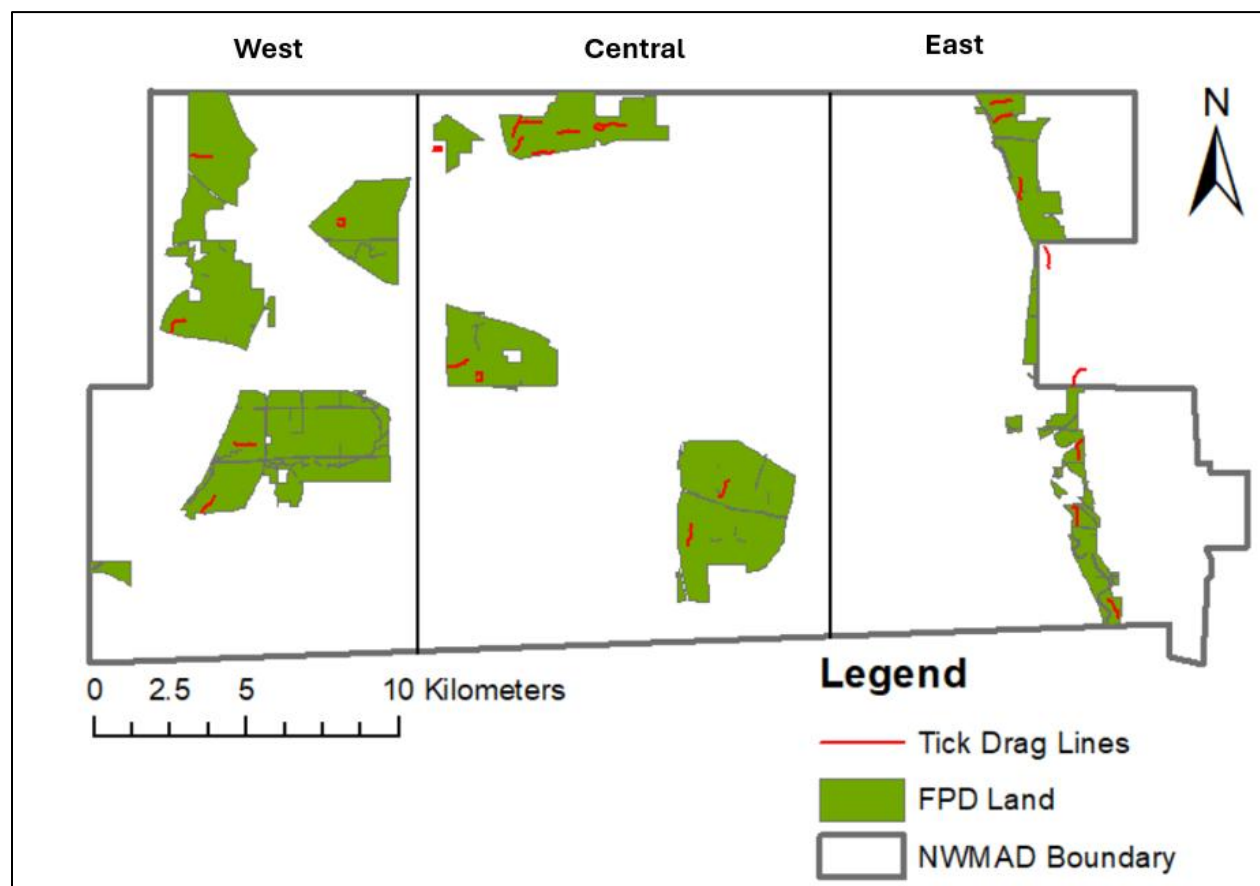 West Central East
N
0 2.5 5 10 Kilometers
Legend
Tick Drag Lines
FPD Land
NWMAD Boundary